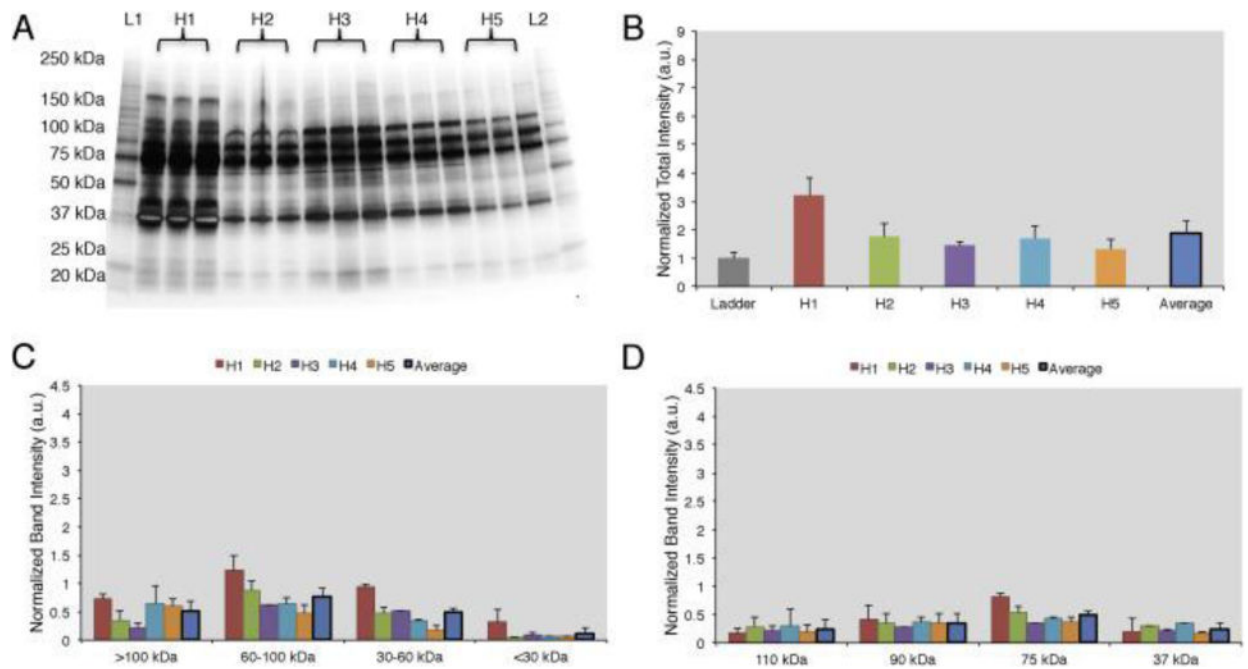 A
L1 H1 H2 H3 H4 H5 L2
250 kDa
150 kDa
100 kDa
75 kDa
50 kDa
37 kDa
25 kDa
20 kDa
B
Normalized Total Intensity (a.u.)
9
8
7
6
5
4
3
2
1
0
Ladder H1 H2 H3 H4 H5 Average
C
H1 H2 H3 H4 H5 Average
Normalized Band Intensity (a.u.)
4.5
4
3.5
3
2.5
2
1.5
1
0.5
0
>100 kDa 60-100 kDa 30-60 kDa <30 kDa
D
H1 H2 H3 H4 H5 Average
Normalized Band Intensity (a.u.)
4.5
4
3.5
3
2.5
2
1.5
1
0.5
0
110 kDa 90 kDa 75 kDa 37 kDa